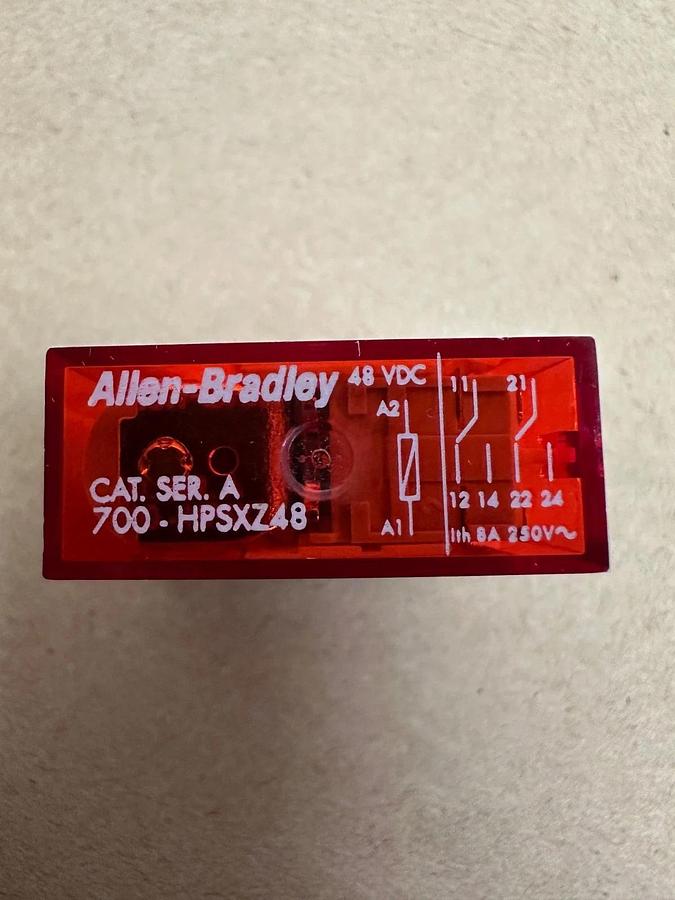 Allen-Bradley 48 VDC
A2
11 21
CAT. SER. A
700 - HPSXZ48
A1
12 14 22 24
Ith 8A 250V~